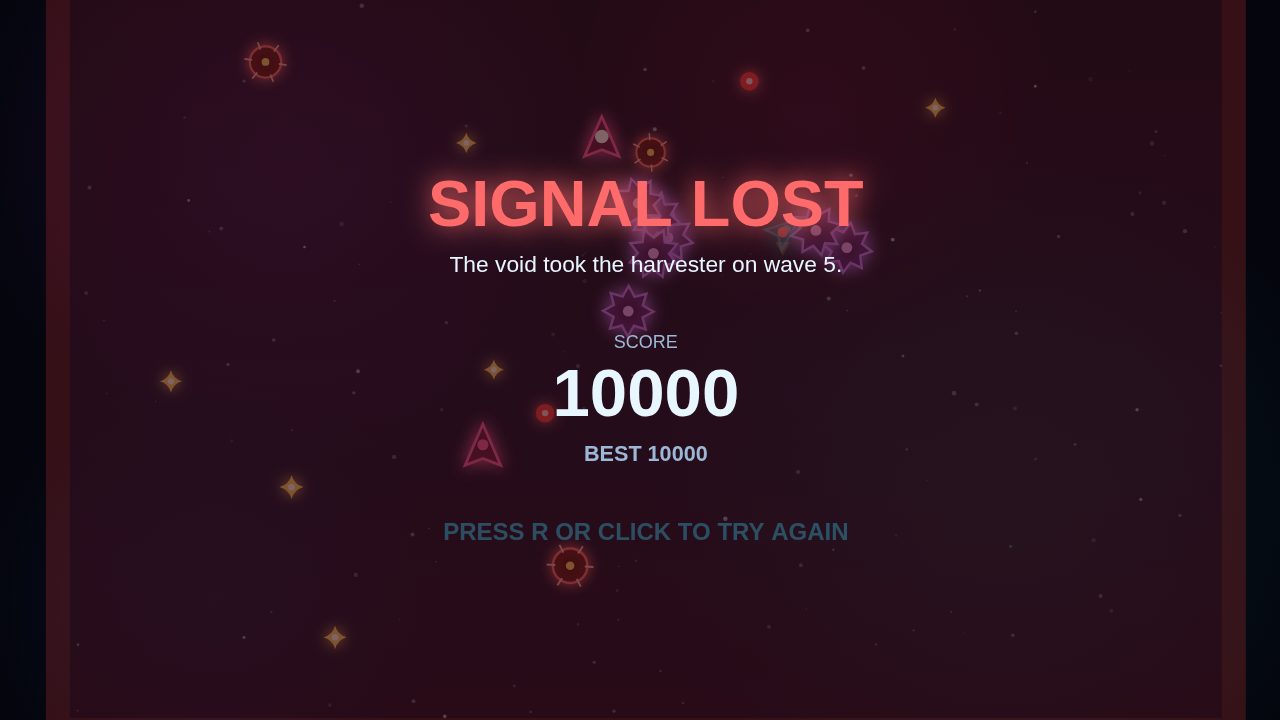 SIGNAL LOST
The void took the harvester on wave 5.
SCORE
10000
BEST 10000
PRESS R OR CLICK TO TRY AGAIN